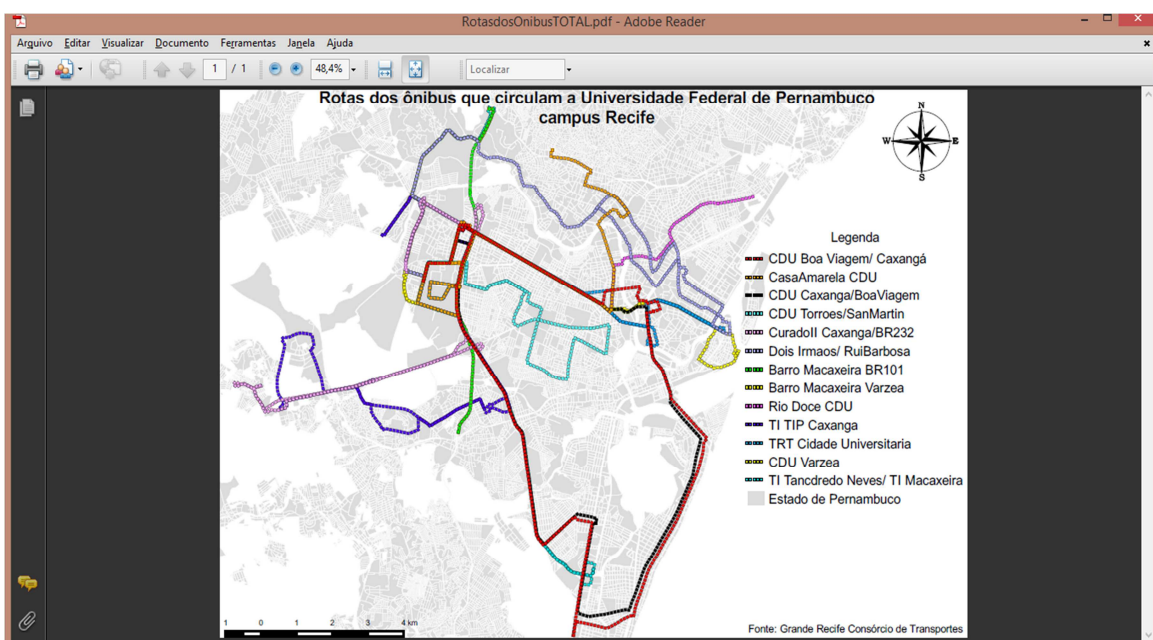 RotasdosOnibusTOTAL.pdf - Adobe Reader
Arquivo Editar Visualizar Documento Ferramentas Janela Ajuda
1 / 1 48,4% Localizar
Rotas dos ônibus que circulam a Universidade Federal de Pernambuco
campus Recife
N
W E
S
Legenda
CDU Boa Viagem/ Caxangá
CasaAmarela CDU
CDU Caxanga/BoaViagem
CDU Torroes/SanMartin
CuradoII Caxanga/BR232
Dois Irmaos/ RuiBarbosa
Barro Macaxeira BR101
Barro Macaxeira Varzea
Rio Doce CDU
TI TIP Caxanga
TRT Cidade Universitaria
CDU Varzea
TI Tancdredo Neves/ TI Macaxeira
Estado de Pernambuco
1 0 1 2 3 4 km
Fonte: Grande Recife Consórcio de Transportes